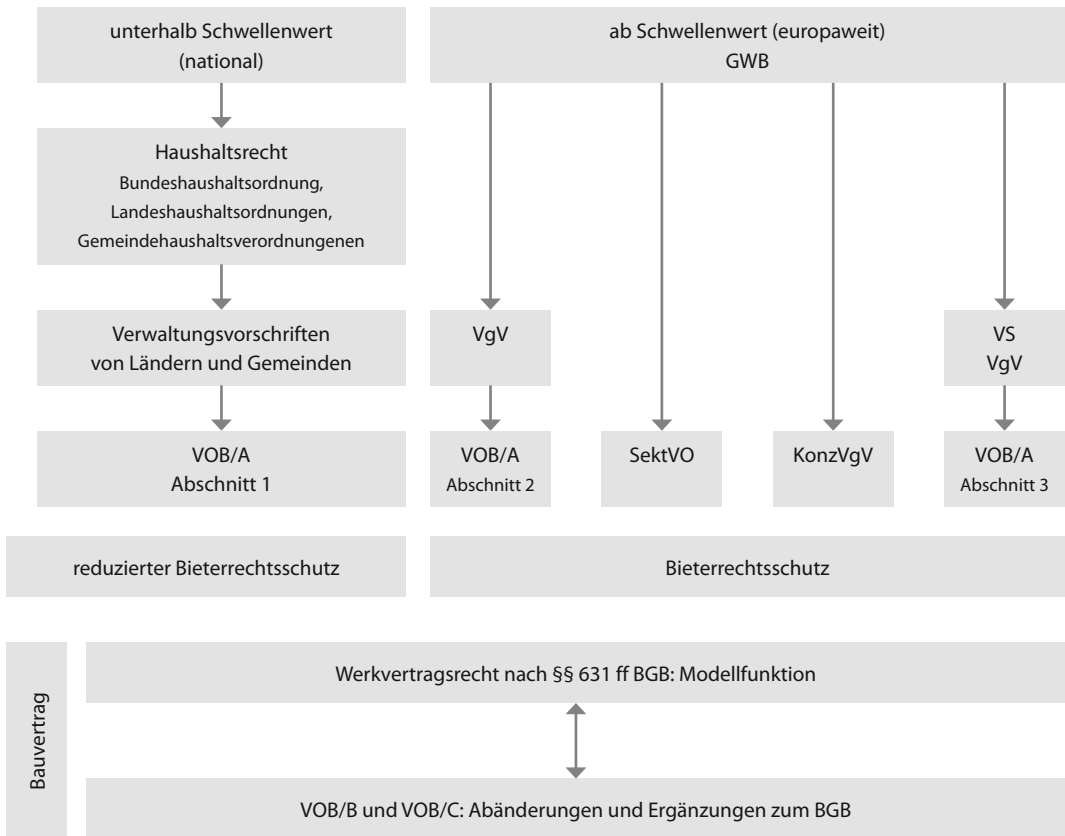 unterhalb Schwellenwert
(national)
ab Schwellenwert (europaweit)
GWB
Haushaltsrecht
Bundeshaushaltsordnung,
Landeshaushaltsordnungen,
Gemeindehaushaltsverordnungenen
Verwaltungsvorschriften
von Ländern und Gemeinden
VgV
VS
VgV
VOB/A
Abschnitt 1
VOB/A
Abschnitt 2
SektVO
KonzVgV
VOB/A
Abschnitt 3
reduzierter Bieterrechtsschutz
Bieterrechtsschutz
Bauvertrag
Werkvertragsrecht nach §§ 631 ff BGB: Modellfunktion
VOB/B und VOB/C: Abänderungen und Ergänzungen zum BGB